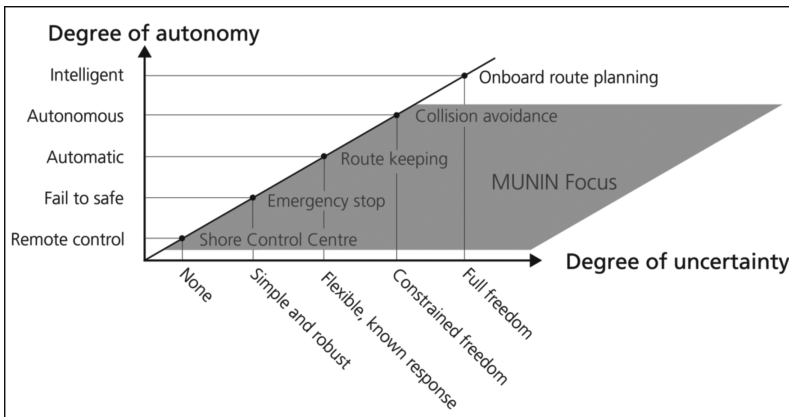 Degree of autonomy
Intelligent
Onboard route planning
Autonomous
Collision avoidance
Automatic
Route keeping
MUNIN Focus
Fail to safe
Emergency stop
Remote control
Shore Control Centre
Degree of uncertainty
None
Simple and robust
Flexible, known response
Constrained freedom
Full freedom